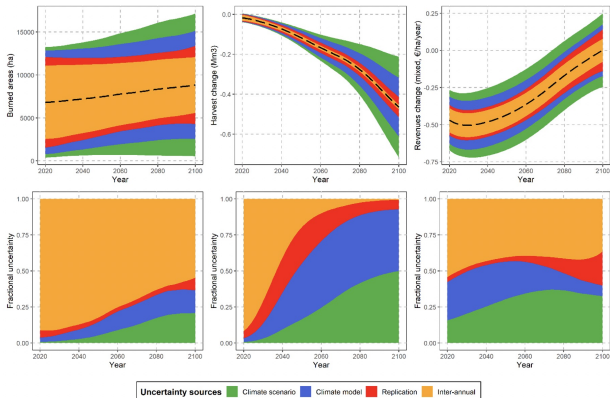 Burned areas (ha)
15000
10000
5000
0
2020 2040 2060 2080 2100
Year
Harvest change (Mm3)
0.0
-0.2
-0.4
-0.6
2020 2040 2060 2080 2100
Year
Revenues change (mixed, €/ha/year)
0.25
0.00
-0.25
-0.50
-0.75
2020 2040 2060 2080 2100
Year
Fractional uncertainty
1.00
0.75
0.50
0.25
0.00
2020 2040 2060 2080 2100
Year
Fractional uncertainty
1.00
0.75
0.50
0.25
0.00
2020 2040 2060 2080 2100
Year
Fractional uncertainty
1.00
0.75
0.50
0.25
0.00
2020 2040 2060 2080 2100
Year
Uncertainty sources Climate scenario Climate model Replication Inter-annual